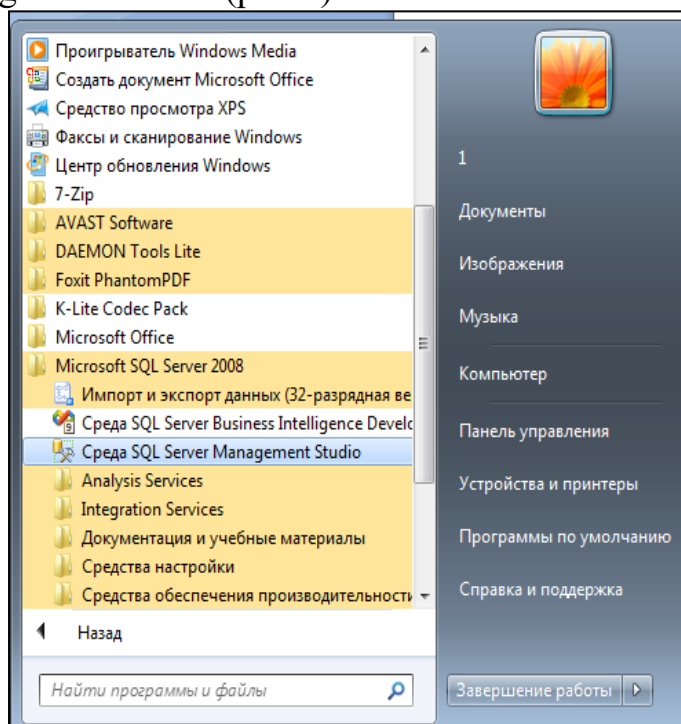 Проигрыватель Windows Media
Создать документ Microsoft Office
Средство просмотра XPS
Факсы и сканирование Windows
Центр обновления Windows
7-Zip
AVAST Software
DAEMON Tools Lite
Foxit PhantomPDF
K-Lite Codec Pack
Microsoft Office
Microsoft SQL Server 2008
Импорт и экспорт данных (32-разрядная ве
Среда SQL Server Business Intelligence Develc
Среда SQL Server Management Studio
Analysis Services
Integration Services
Документация и учебные материалы
Средства настройки
Средства обеспечения производительности
Назад
Найти программы и файлы
1
Документы
Изображения
Музыка
Компьютер
Панель управления
Устройства и принтеры
Программы по умолчанию
Справка и поддержка
Завершение работы